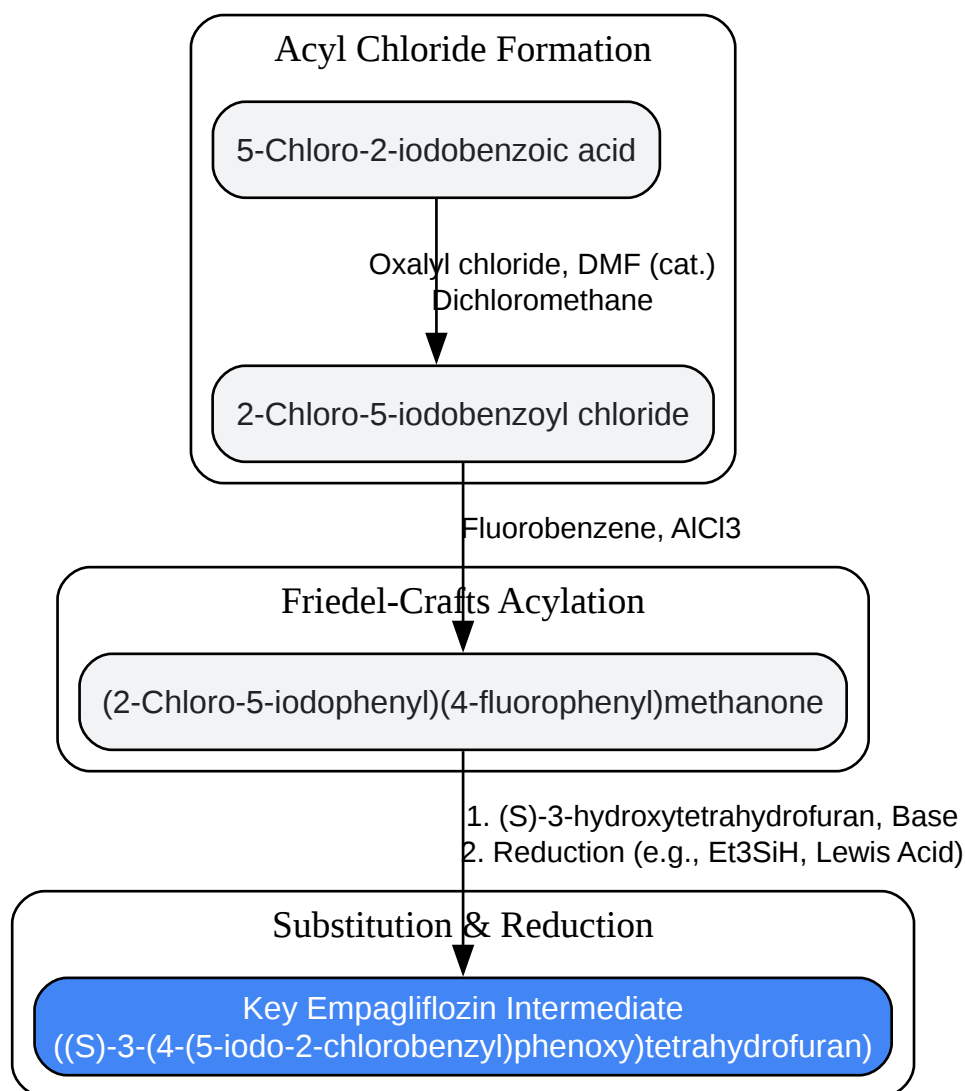 Acyl Chloride Formation
5-Chloro-2-iodobenzoic acid
Oxalyl chloride, DMF (cat.)
Dichloromethane
2-Chloro-5-iodobenzoyl chloride
Fluorobenzene, AlCl3
Friedel-Crafts Acylation
(2-Chloro-5-iodophenyl)(4-fluorophenyl)methanone
1. (S)-3-hydroxytetrahydrofuran, Base
2. Reduction (e.g., Et3SiH, Lewis Acid)
Substitution & Reduction
Key Empagliflozin Intermediate
((S)-3-(4-(5-iodo-2-chlorobenzyl)phenoxy)tetrahydrofuran)